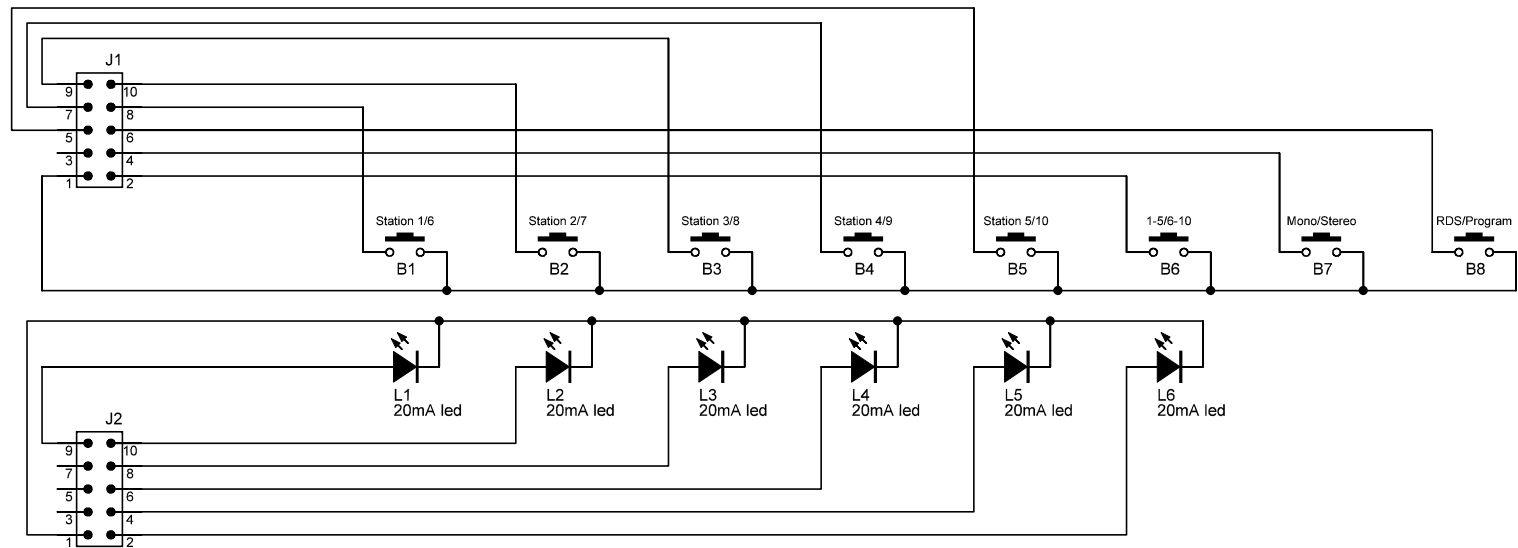 J1
9 10
7 8
5 6
3 4
1 2
Station 1/6 Station 2/7 Station 3/8 Station 4/9 Station 5/10 1-5/6-10 Mono/Stereo RDS/Program
B1 B2 B3 B4 B5 B6 B7 B8
L1 L2 L3 L4 L5 L6
20mA led 20mA led 20mA led 20mA led 20mA led 20mA led
J2
9 10
7 8
5 6
3 4
1 2